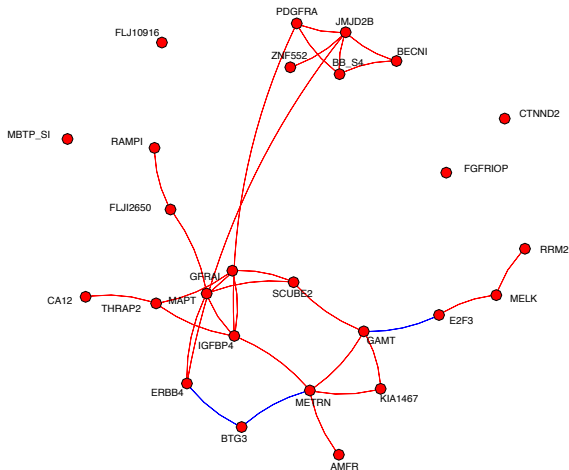 PDGFRA
JMJD2B
FLJ10916
BECNI
ZNF552
BB_S4
CTNND2
MBTP_SI
RAMPI
FGFRIOP
FLJI2650
RRM2
GFRAI
SCUBE2
CA12
MAPT
MELK
THRAP2
E2F3
IGFBP4
GAMT
ERBB4
KIA1467
METRN
BTG3
AMFR